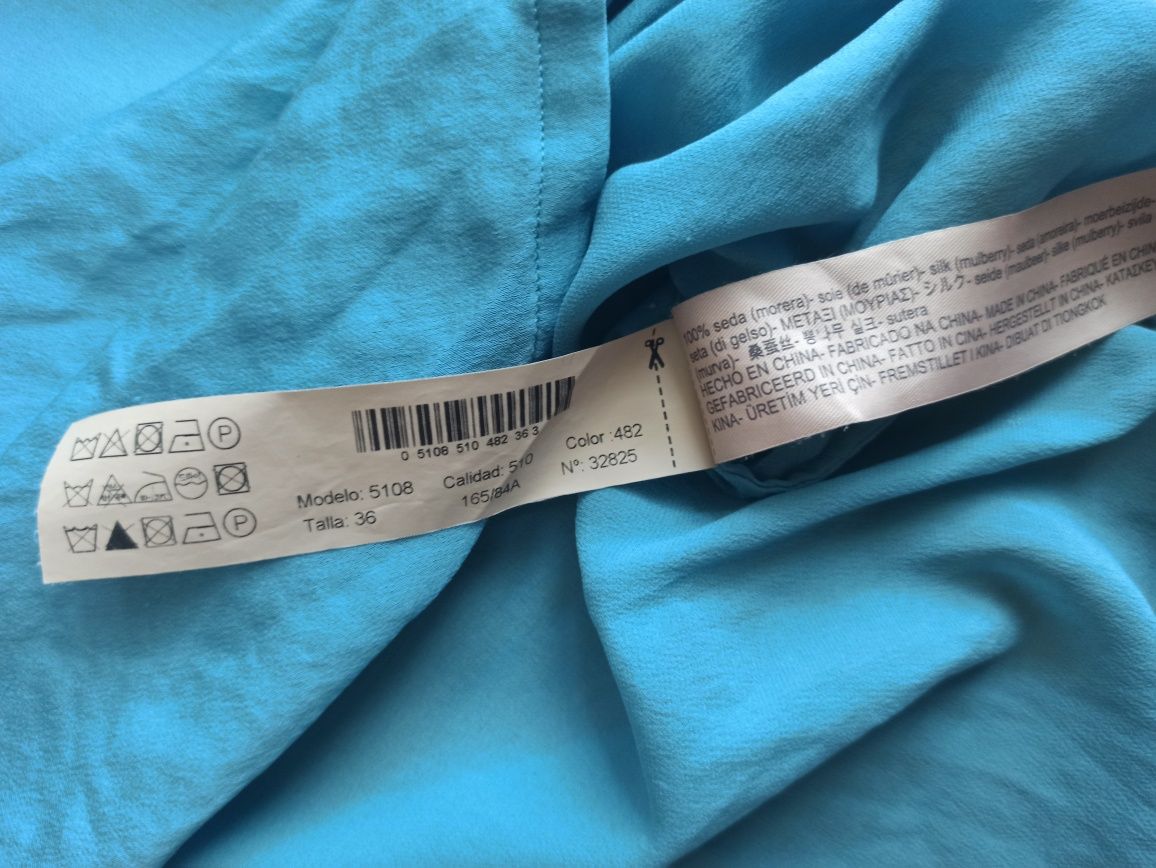 0 5108 510 482 36 3
Modelo: 5108 Calidad: 510 Color :482
Talla: 36 165/84A Nº: 32825
P
P
100% seda (morera)- soie (de mûrier)- silk (mulberry)- seda (amoreira)- moerbeizijde-
seta (di gelso)- ΜΕΤΑΞΙ (ΜΟΥΡΙΑΣ)- シルク- seide (maulbeer)- silke (mulberry)- svila
(murva)- 桑蚕丝- 뽕나무 실크- sutera
HECHO EN CHINA- FABRICADO NA CHINA- MADE IN CHINA- FABRIQUÉ EN CHIN
GEFABRICEERD IN CHINA- FATTO IN CINA- HERGESTELLT IN CHINA-
KINA- ÜRETİM YERİ ÇİN- FREMSTILLET I KINA- DIBUAT DI TIONGKOK